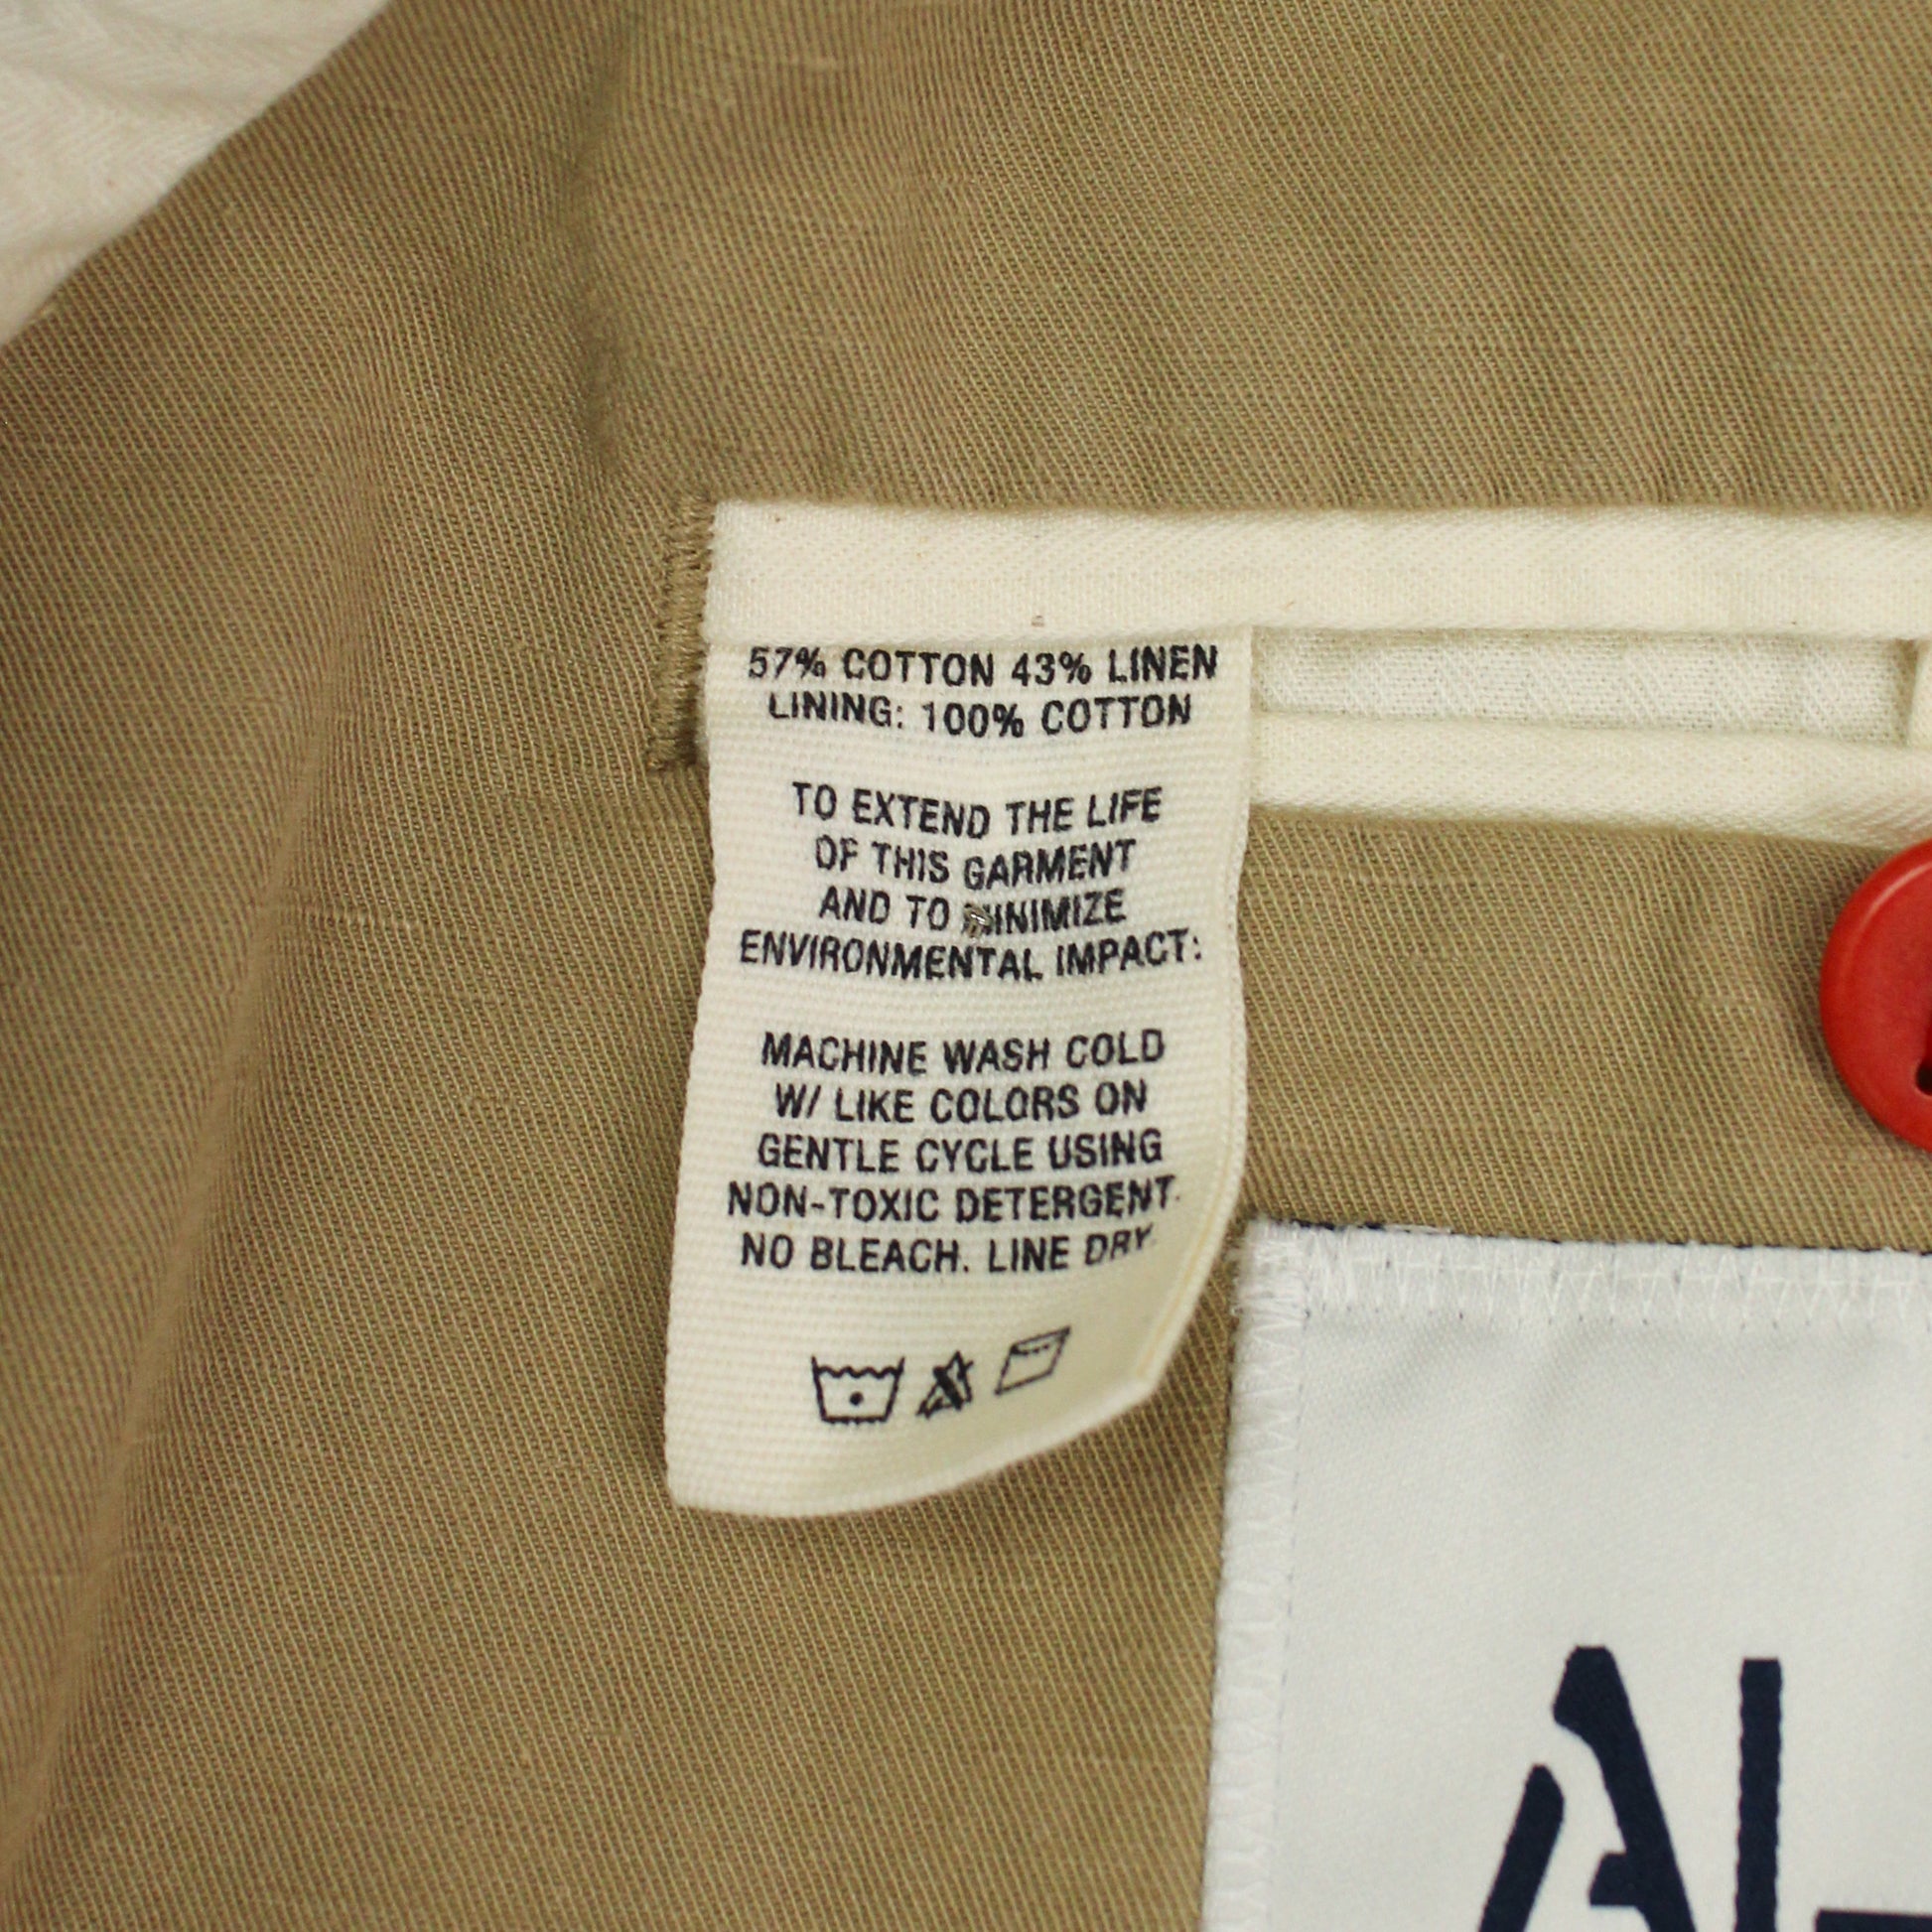 57% COTTON 43% LINEN
LINING: 100% COTTON
TO EXTEND THE LIFE
OF THIS GARMENT
AND TO MINIMIZE
ENVIRONMENTAL IMPACT:
MACHINE WASH COLD
W/ LIKE COLORS ON
GENTLE CYCLE USING
NON-TOXIC DETERGENT.
NO BLEACH. LINE DRY.